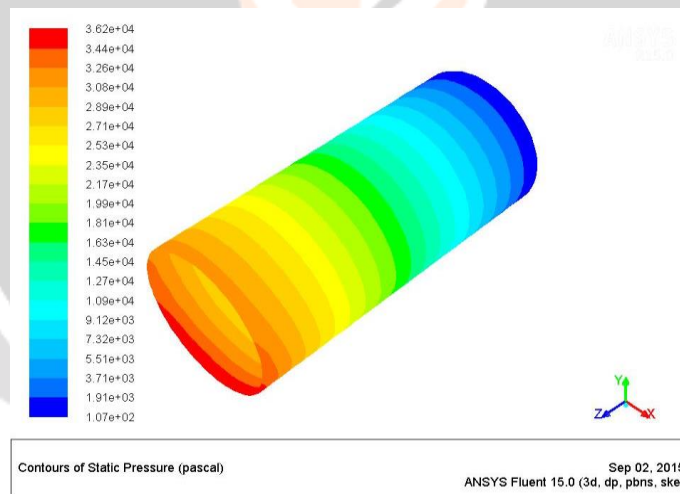 3.62e+04
3.44e+04
3.26e+04
3.08e+04
2.89e+04
2.71e+04
2.53e+04
2.35e+04
2.17e+04
1.99e+04
1.81e+04
1.63e+04
1.45e+04
1.27e+04
1.09e+04
9.12e+03
7.32e+03
5.51e+03
3.71e+03
1.91e+03
1.07e+02
Y
Z X
Contours of Static Pressure (pascal)
Sep 02, 2015
ANSYS Fluent 15.0 (3d, dp, pbns, ske